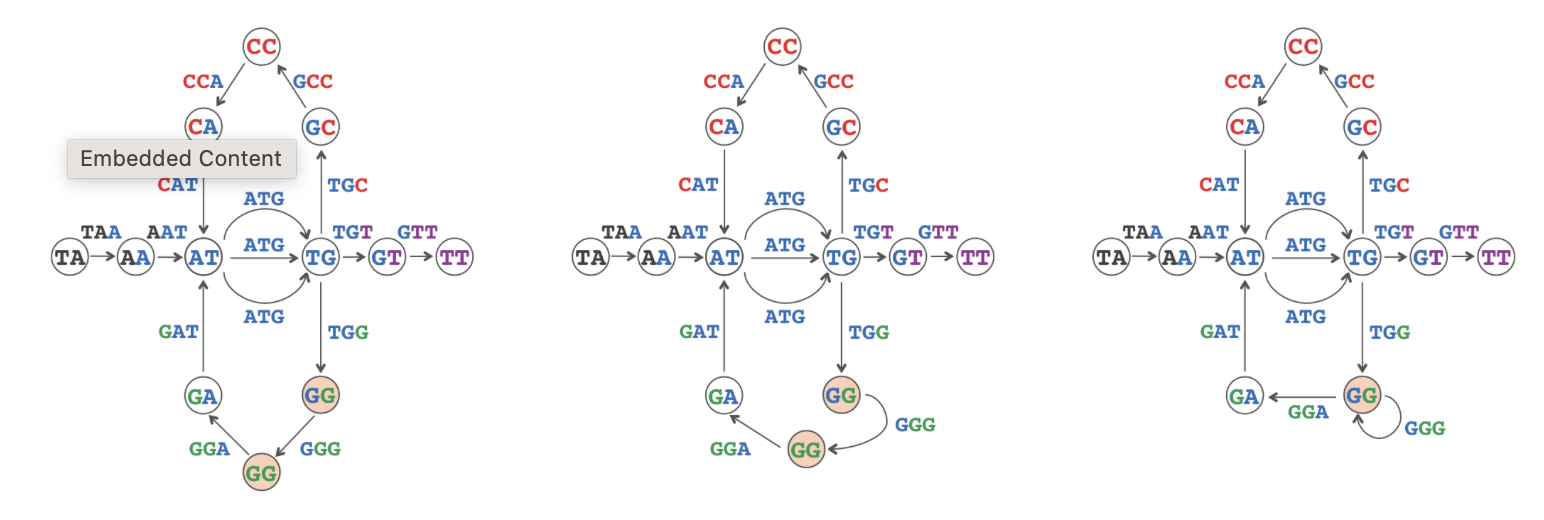 CC CC CC
CCA GCC CCA GCC CCA GCC
CA GC CA GC CA GC
Embedded Content
CAT TGC CAT TGC CAT TGC
ATG ATG ATG
TAA AAT ATG TGT GTT TAA AAT ATG TGT GTT TAA AAT ATG TGT GTT
TA AA AT TG GT TT TA AA AT TG GT TT TA AA AT TG GT TT
ATG ATG ATG
GAT TGG GAT TGG GAT TGG
GA GG GA GG GA GG
GGA
GGG GGG
GGA GGG GGA GG
GG